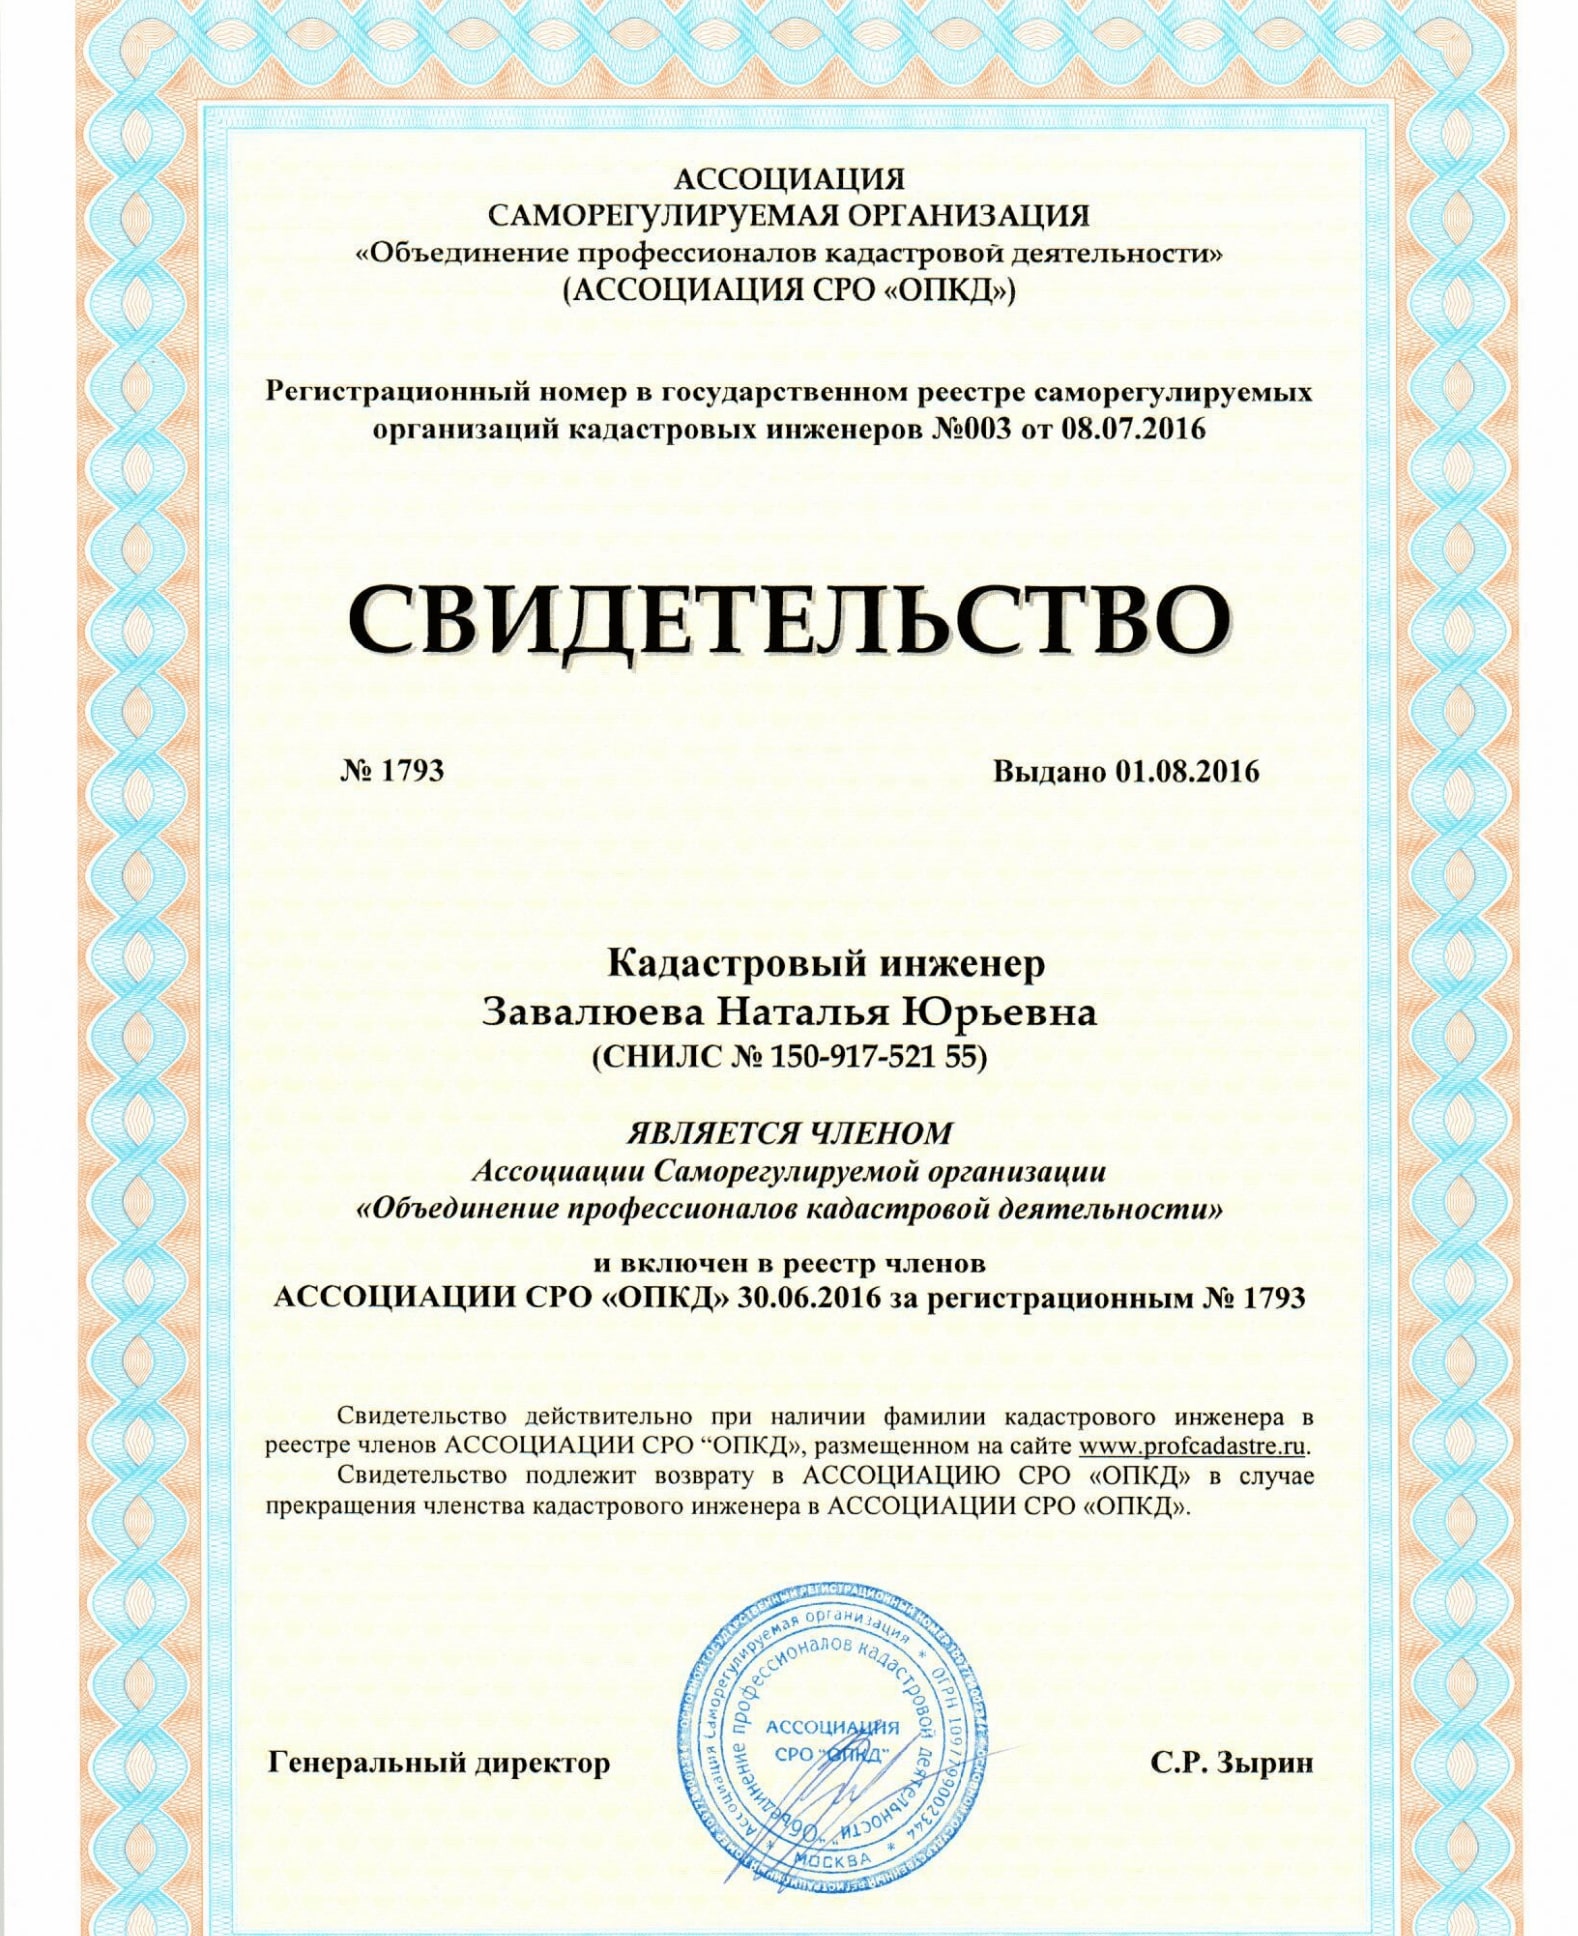 АССОЦИАЦИЯ
САМОРЕГУЛИРУЕМАЯ ОРГАНИЗАЦИЯ
«Объединение профессионалов кадастровой деятельности»
(АССОЦИАЦИЯ СРО «ОПКД»)
Регистрационный номер в государственном реестре саморегулируемых
организаций кадастровых инженеров №003 от 08.07.2016
СВИДЕТЕЛЬСТВО
№ 1793
Выдано 01.08.2016
Кадастровый инженер
Завалюева Наталья Юрьевна
(СНИЛС № 150-917-521 55)
ЯВЛЯЕТСЯ ЧЛЕНОМ
Ассоциации Саморегулируемой организации
«Объединение профессионалов кадастровой деятельности»
и включен в реестр членов
АССОЦИАЦИИ СРО «ОПКД» 30.06.2016 за регистрационным № 1793
Свидетельство действительно при наличии фамилии кадастрового инженера в
реестре членов АССОЦИАЦИИ СРО “ОПКД», размещенном на сайте www.profcadastre.ru.
Свидетельство подлежит возврату в АССОЦИАЦИЮ СРО «ОПКД» в случае
прекращения членства кадастрового инженера в АССОЦИАЦИИ СРО «ОПКД».
Генеральный директор
С.Р. Зырин
Ассоциация Саморегулируемая организация * ОГРН 1097799002344 *
МОСКВА
"Объединение профессионалов кадастровой деятельности"
АССОЦИАЦИЯ
СРО "ОПКД"